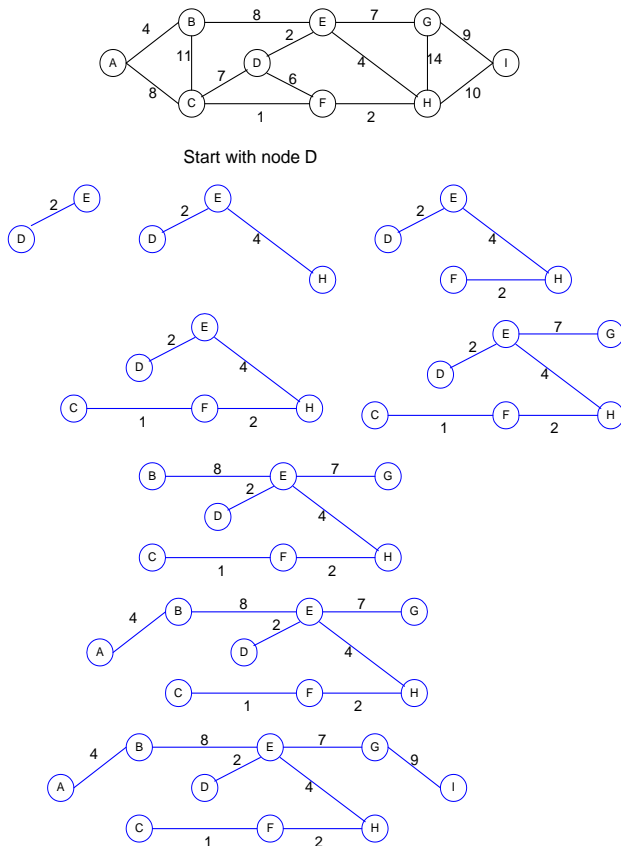 8 7
B E G
4 2 9
A 11 D 4 14 I
7 6
8 10
C F H
1 2
Start with node D
2 E E E
D 2 D 2 D
4 4
H F H
2
E E 7 G
2 D 2 D
4 4
C F H C F H
1 2 1 2
B 8 E 7 G
2
D 4
C F H
1 2
B 8 E 7 G
4 2
A D 4
C F H
1 2
B 8 E 7 G
4 2 9
A D 4 I
C F H
1 2